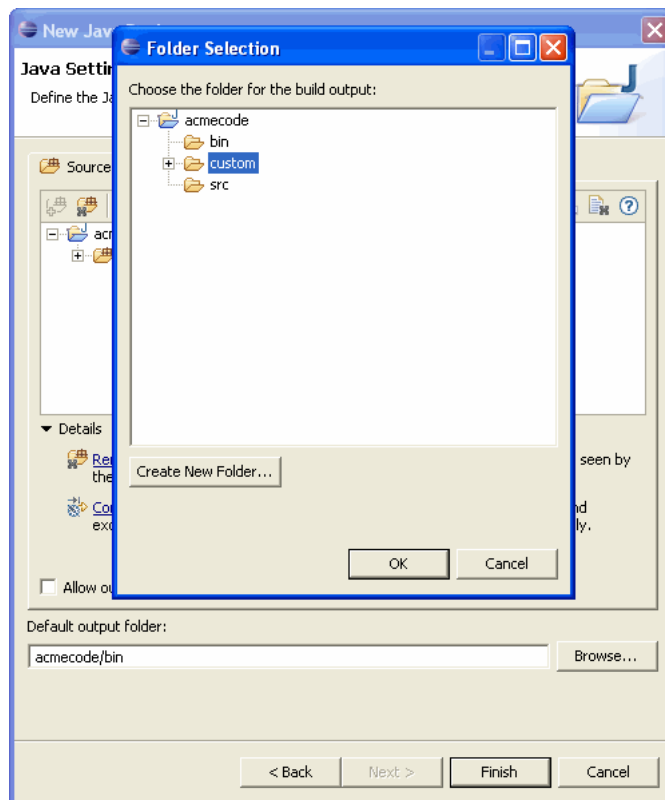 New Jav
Folder Selection
Java Settin
Define the Ja
Choose the folder for the build output:
acmecode
bin
custom
src
Source
acm
Details
Re
the
seen by
Co
exc
nd
ly.
Create New Folder...
OK
Cancel
Allow ou
Default output folder:
acmecode/bin
Browse...
< Back
Next >
Finish
Cancel